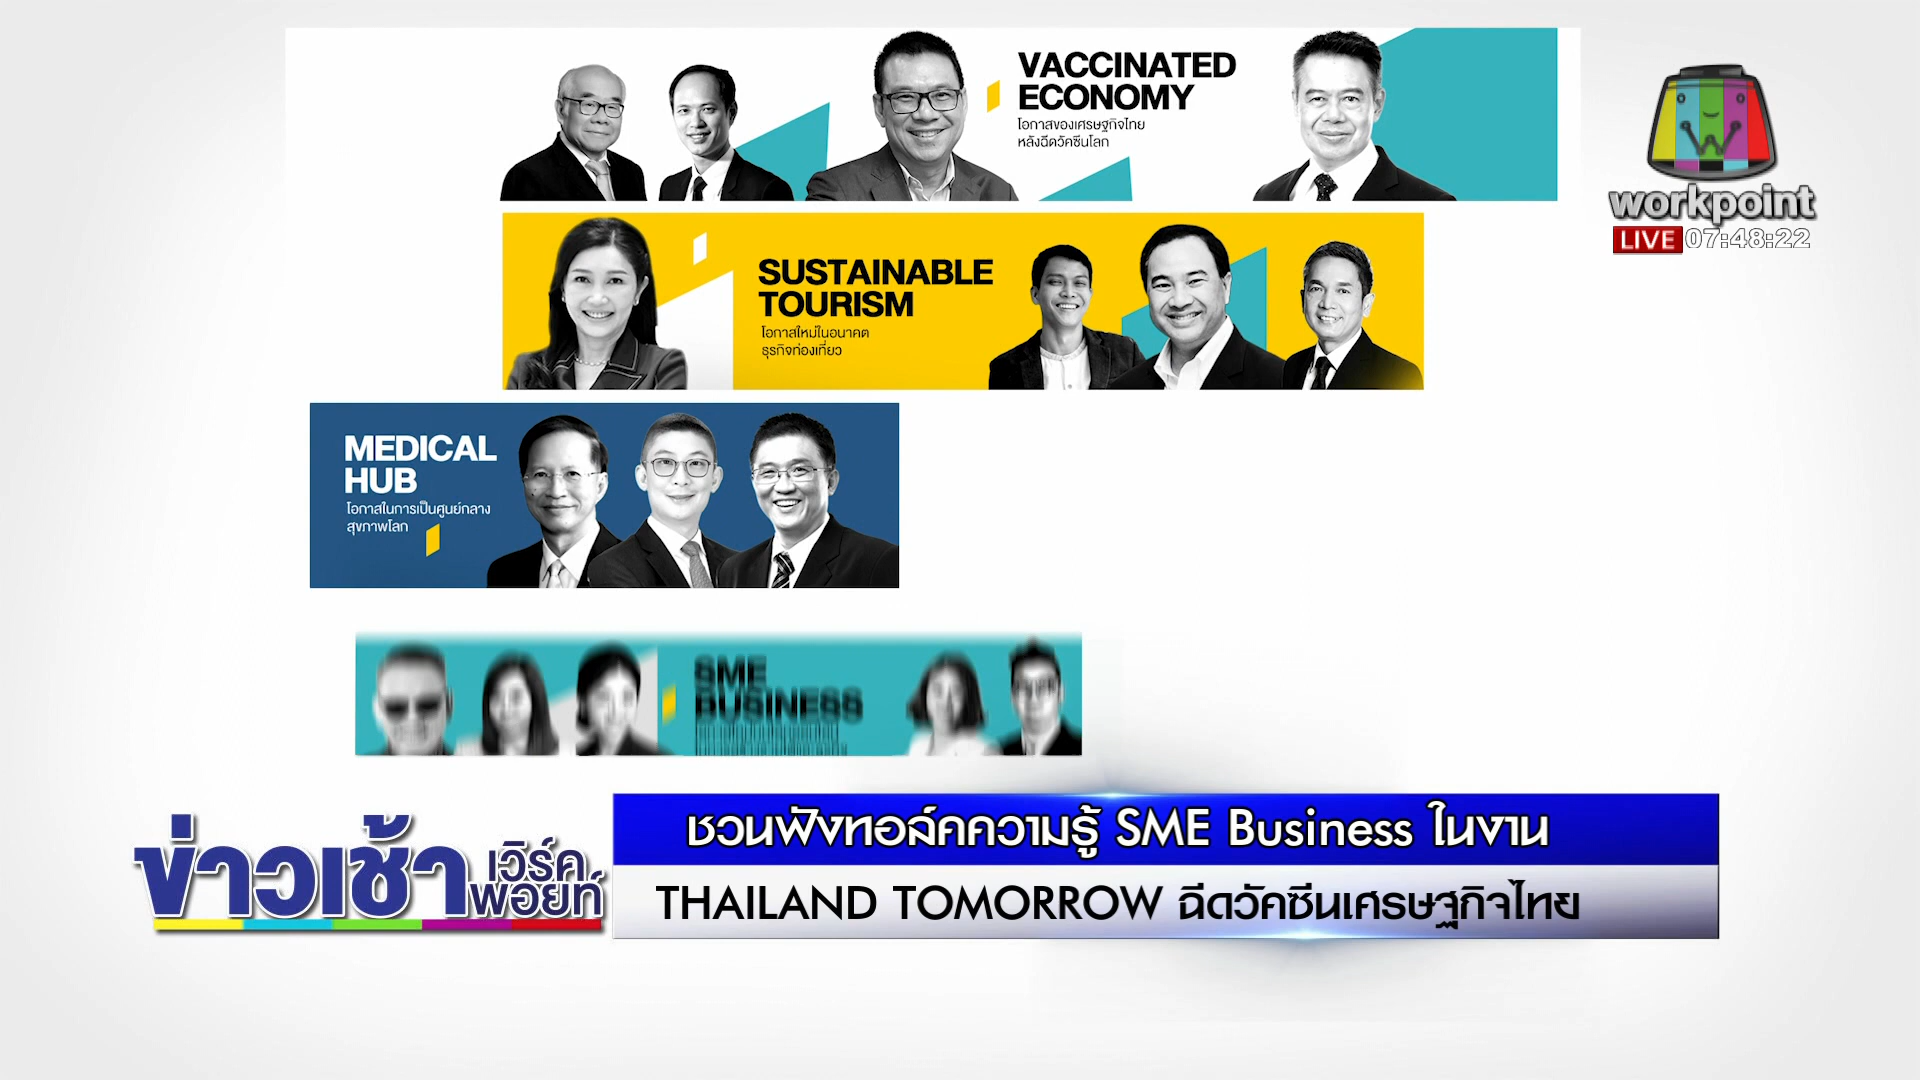 VACCINATED
ECONOMY
โอกาสของเศรษฐกิจไทย
หลังฉีดวัคซีนโลก
workpoint
LIVE 07:48:22
SUSTAINABLE
TOURISM
โอกาสใหม่ในอนาคต
ธุรกิจท่องเที่ยว
MEDICAL
HUB
โอกาสในการเป็นศูนย์กลาง
สุขภาพโลก
SME
BUSINESS
ข่าวเช้า เวิร์ค
พอยท์
ชวนฟังทอล์คความรู้ SME Business ในงาน
THAILAND TOMORROW ฉีดวัคซีนเศรษฐกิจไทย